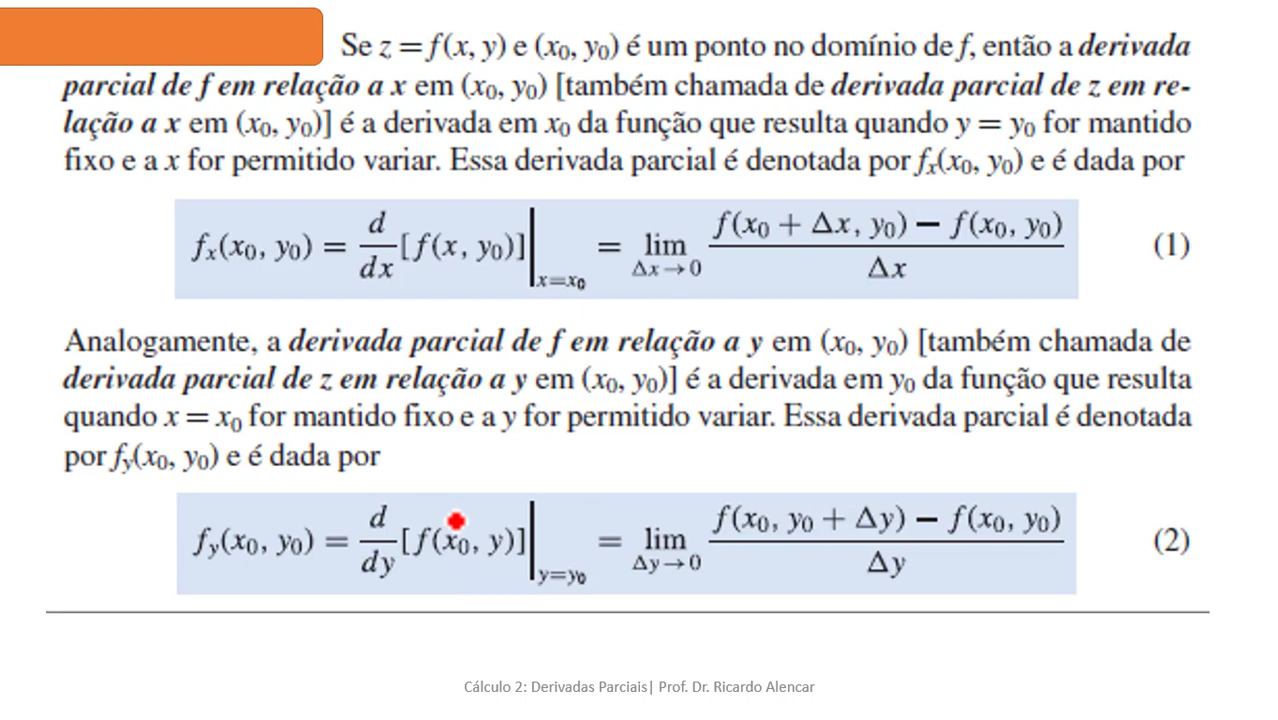 Se z = f(x, y) e (x₀, y₀) é um ponto no domínio de f, então a derivada
parcial de f em relação a x em (x₀, y₀) [também chamada de derivada parcial de z em re-
lação a x em (x₀, y₀)] é a derivada em x₀ da função que resulta quando y = y₀ for mantido
fixo e a x for permitido variar. Essa derivada parcial é denotada por fₓ(x₀, y₀) e é dada por
fₓ(x₀, y₀) = d/dx [f(x, y₀)]|ₓ₌ₓ₀ = lim Δx→0 (f(x₀ + Δx, y₀) − f(x₀, y₀))/Δx (1)
Analogamente, a derivada parcial de f em relação a y em (x₀, y₀) [também chamada de
derivada parcial de z em relação a y em (x₀, y₀)] é a derivada em y₀ da função que resulta
quando x = x₀ for mantido fixo e a y for permitido variar. Essa derivada parcial é denotada
por f_y(x₀, y₀) e é dada por
f_y(x₀, y₀) = d/dy [f(x₀, y)]|_y=y₀ = lim Δy→0 (f(x₀, y₀ + Δy) − f(x₀, y₀))/Δy (2)
Cálculo 2: Derivadas Parciais| Prof. Dr. Ricardo Alencar